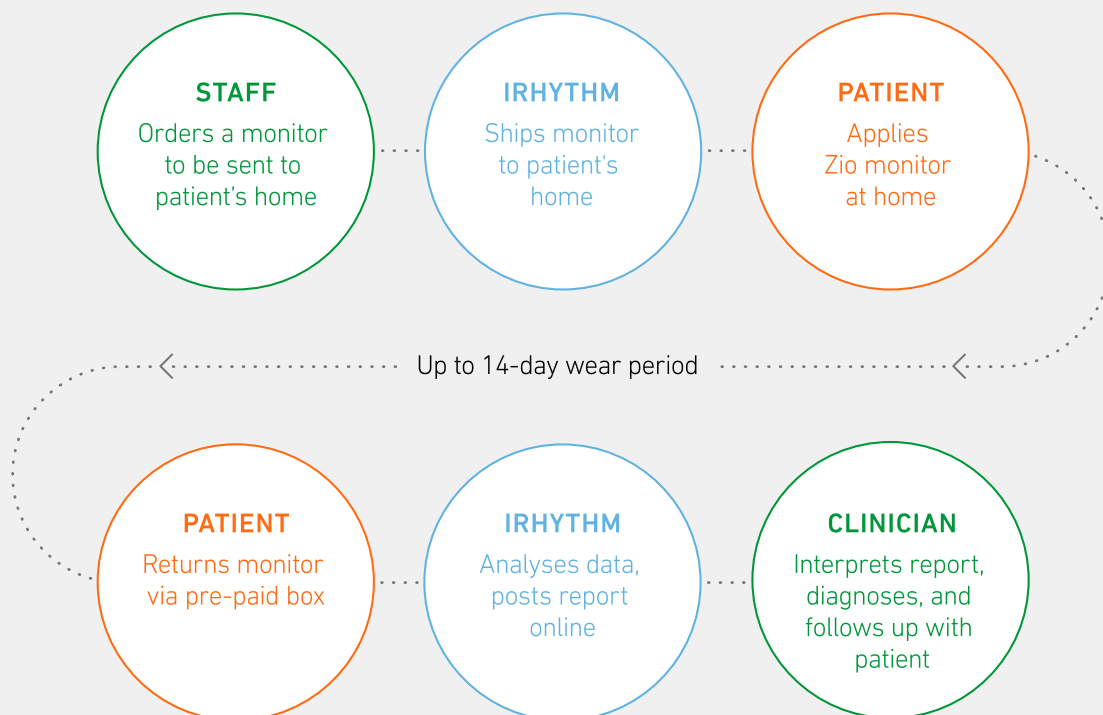 STAFF
Orders a monitor
to be sent to
patient's home
IRHYTHM
Ships monitor
to patient's
home
PATIENT
Applies
Zio monitor
at home
Up to 14-day wear period
PATIENT
Returns monitor
via pre-paid box
IRHYTHM
Analyses data,
posts report
online
CLINICIAN
Interprets report,
diagnoses, and
follows up with
patient